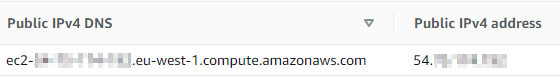 Public IPv4 DNS Public IPv4 address
ec2- .eu-west-1.compute.amazonaws.com 54.